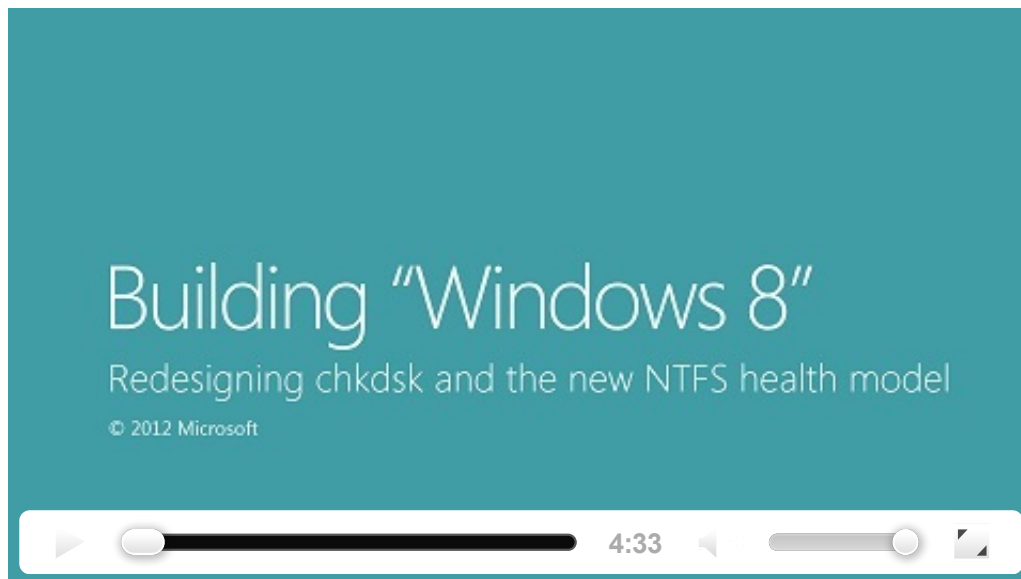 Building “Windows 8”
Redesigning chkdsk and the new NTFS health model
© 2012 Microsoft
4:33